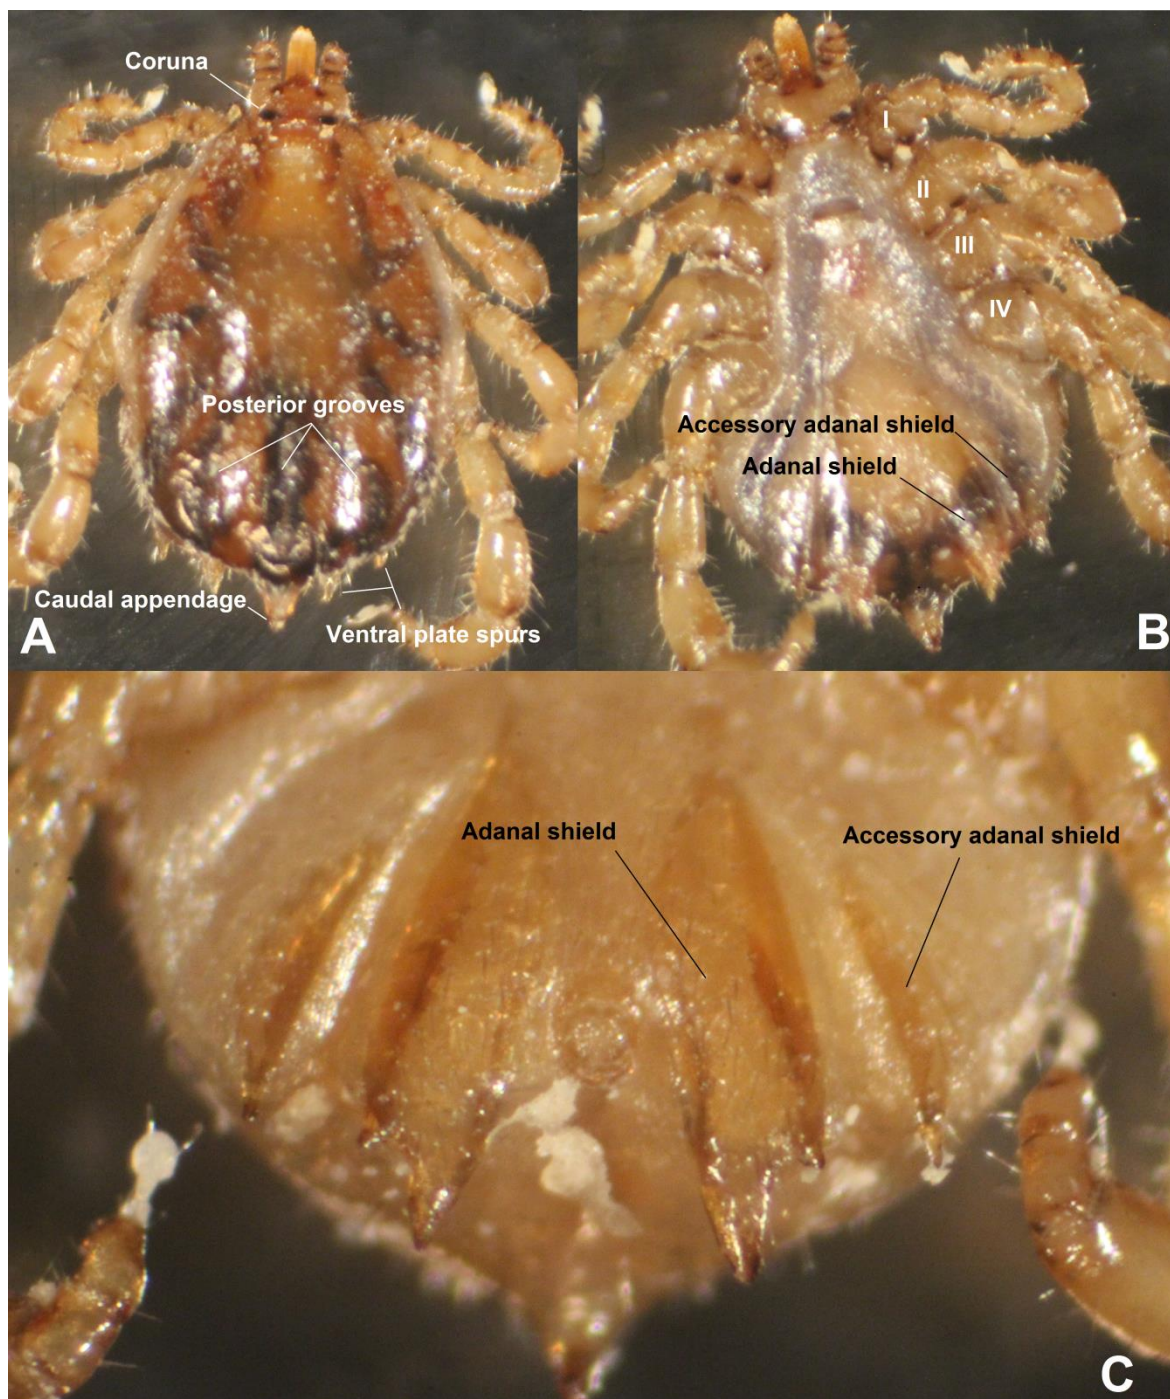 Coruna
Posterior grooves
Caudal appendage
Ventral plate spurs
A
I
II
III
IV
Accessory adanal shield
Adanal shield
B
Adanal shield
Accessory adanal shield
C